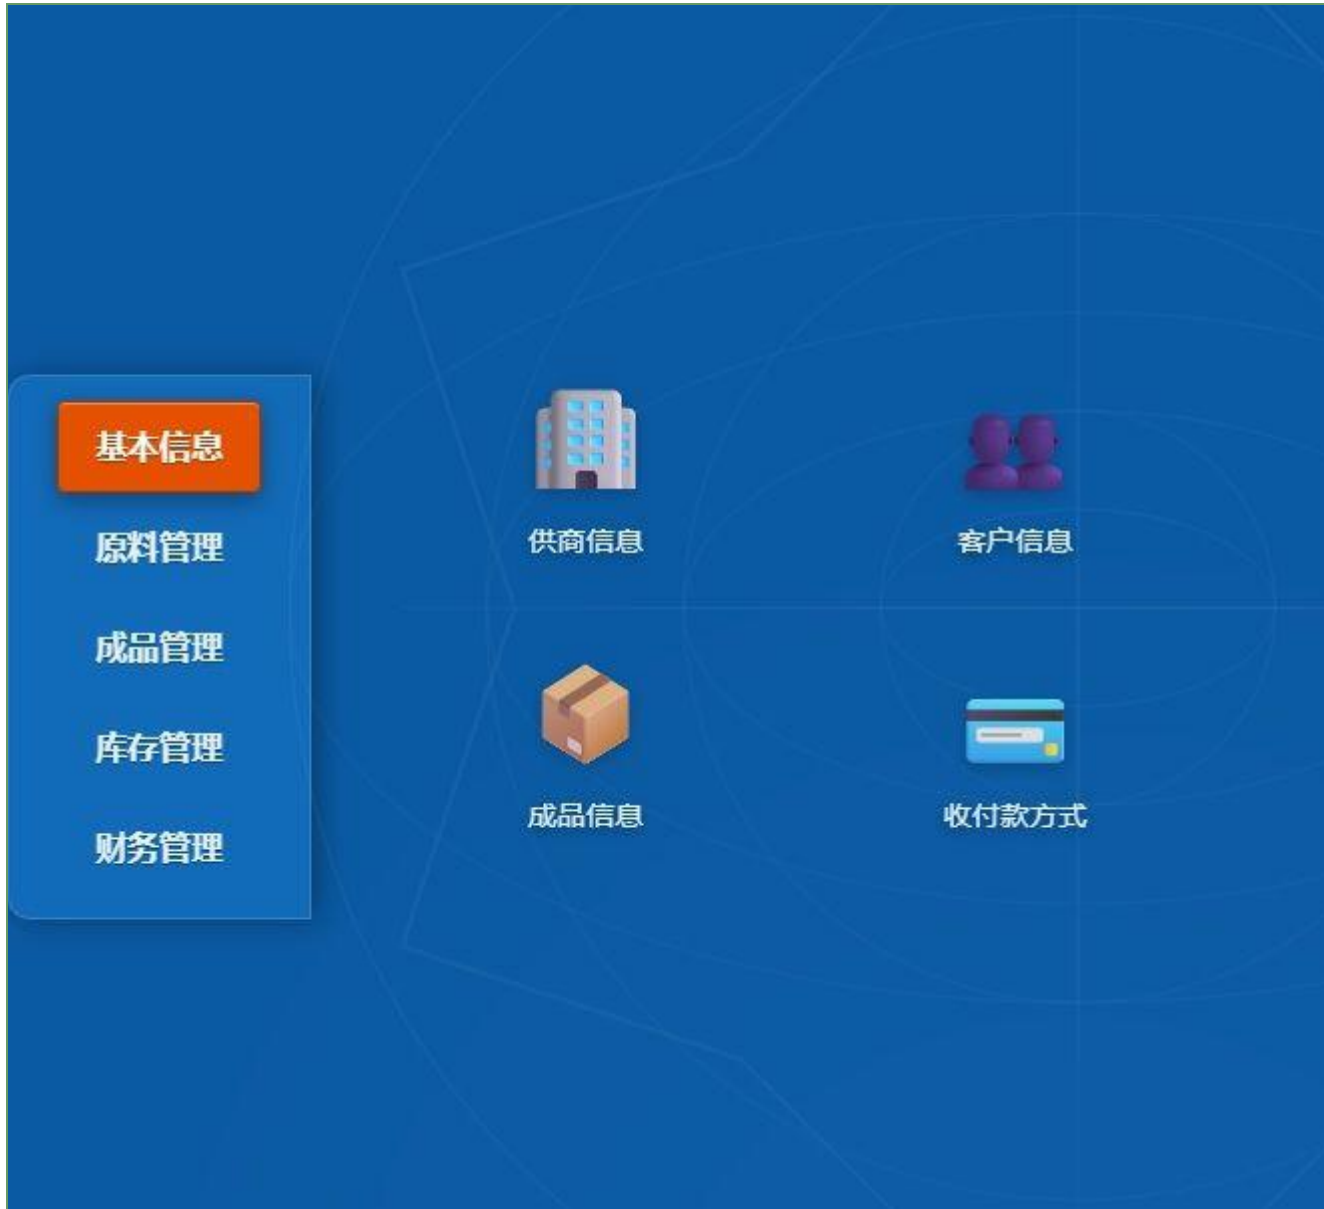 基本信息
原料管理
成品管理
库存管理
财务管理
供商信息
客户信息
成品信息
收付款方式